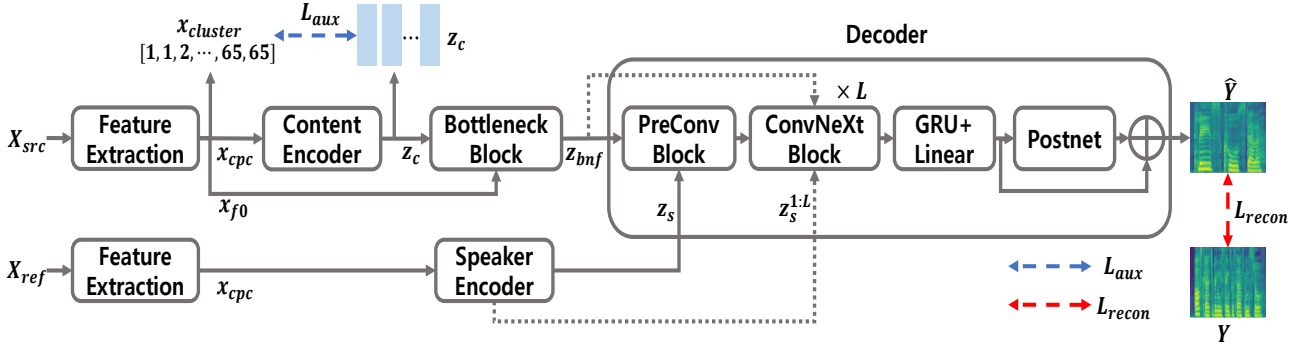 x_cluster
[1, 1, 2, ⋯, 65, 65]
L_aux
...
z_c
Decoder
X_src
Feature
Extraction
x_cpc
Content
Encoder
z_c
Bottleneck
Block
z_bnf
PreConv
Block
× L
ConvNeXt
Block
GRU+
Linear
Postnet
Ŷ
x_f0
z_s
z_s^{1:L}
L_recon
X_ref
Feature
Extraction
x_cpc
Speaker
Encoder
L_aux
L_recon
Y